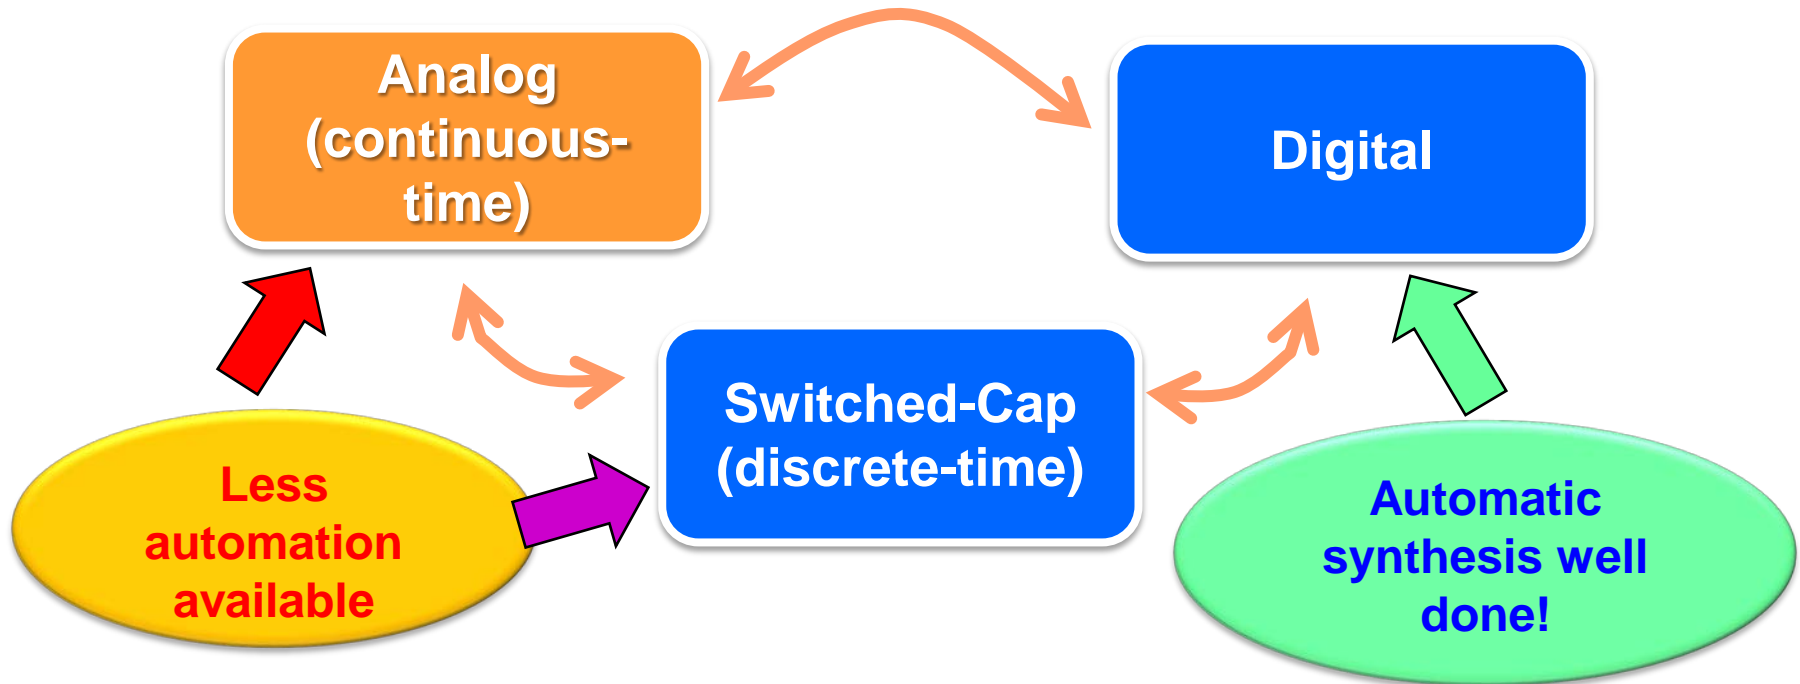 Analog
(continuous-
time)
Digital
Switched-Cap
(discrete-time)
Less
automation
available
Automatic
synthesis well
done!